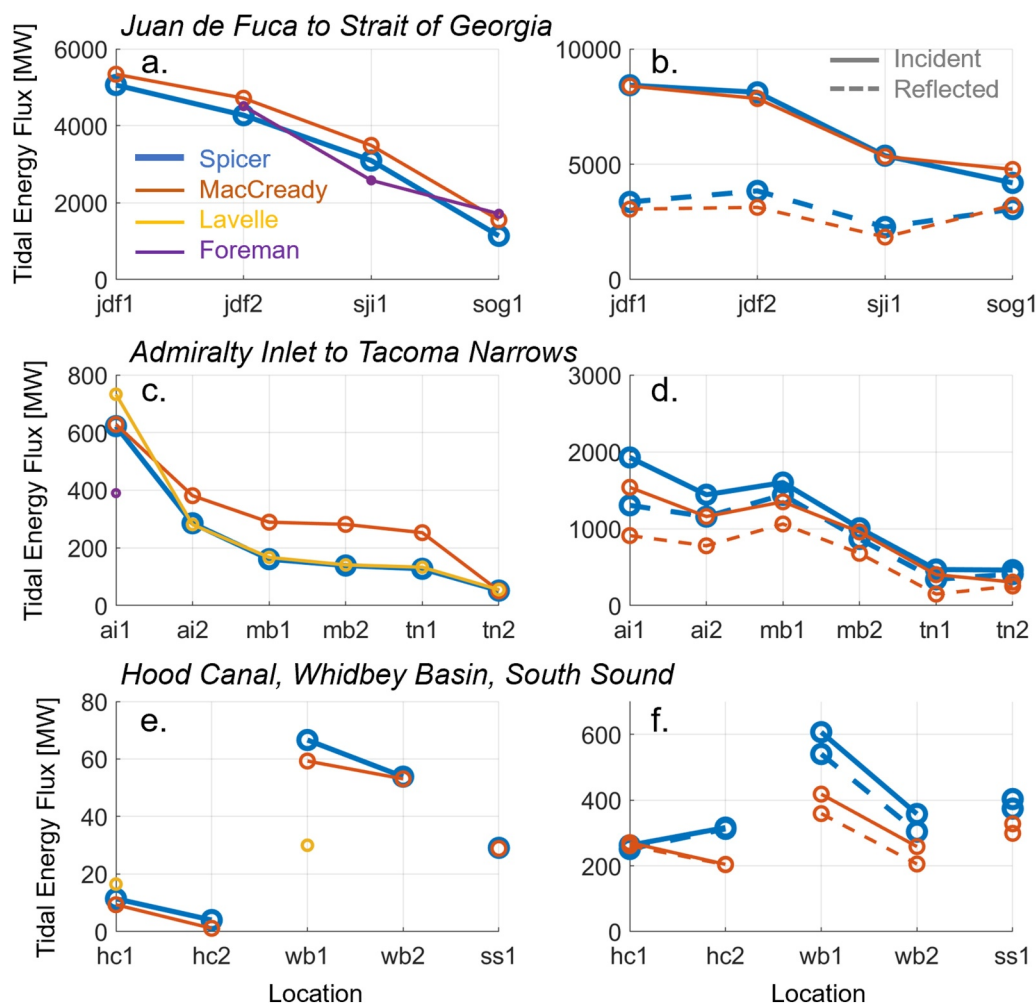 Juan de Fuca to Strait of Georgia
Tidal Energy Flux [MW]
6000
4000
2000
0
a.
Spicer
MacCready
Lavelle
Foreman
jdf1 jdf2 sji1 sog1
10000
5000
0
b.
Incident
Reflected
jdf1 jdf2 sji1 sog1
Admiralty Inlet to Tacoma Narrows
Tidal Energy Flux [MW]
800
600
400
200
0
c.
ai1 ai2 mb1 mb2 tn1 tn2
3000
2000
1000
0
d.
ai1 ai2 mb1 mb2 tn1 tn2
Hood Canal, Whidbey Basin, South Sound
Tidal Energy Flux [MW]
80
60
40
20
0
e.
hc1 hc2 wb1 wb2 ss1
Location
600
400
200
0
f.
hc1 hc2 wb1 wb2 ss1
Location